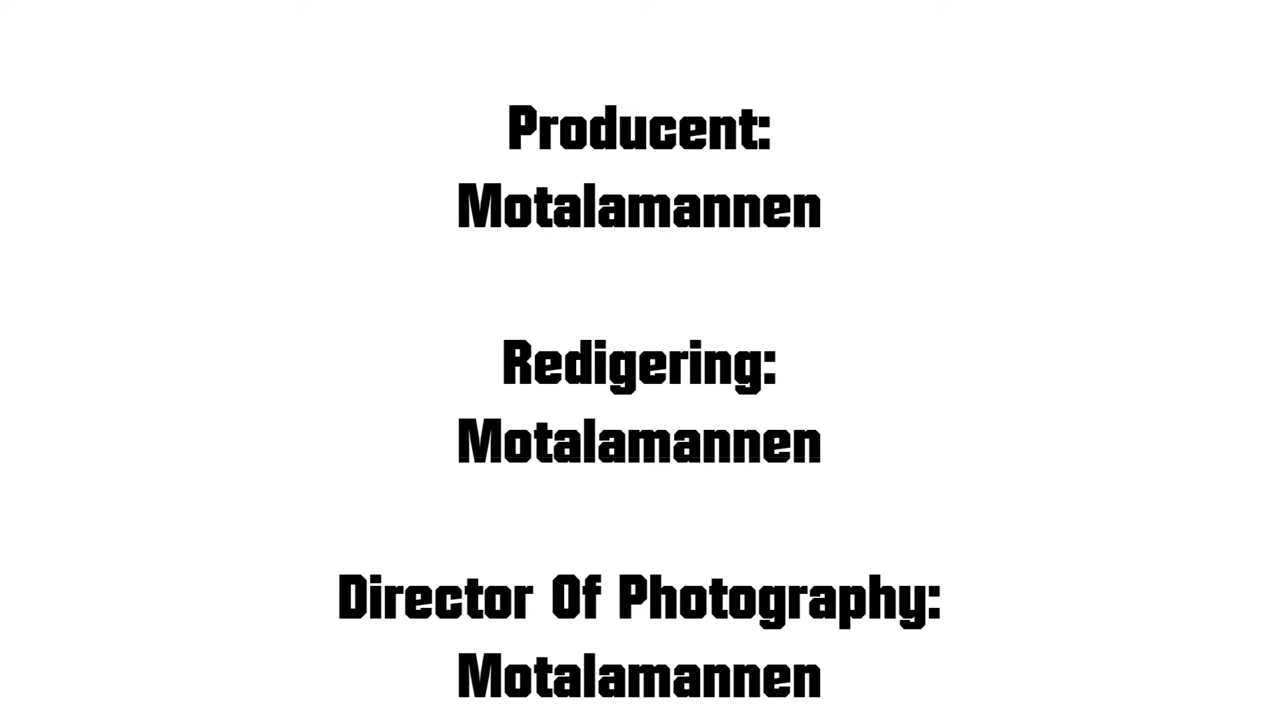 Producent:
Motalamannen
Redigering:
Motalamannen
Director Of Photography:
Motalamannen